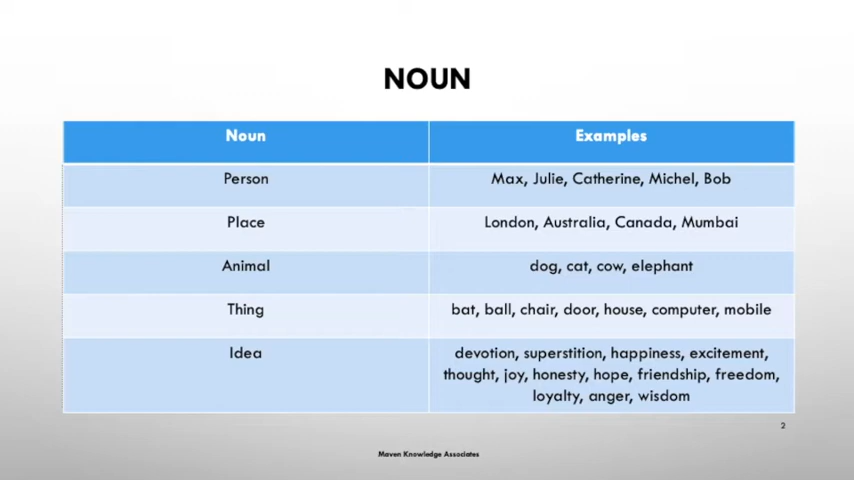 NOUN
Noun
Examples
Person
Max, Julie, Catherine, Michel, Bob
Place
London, Australia, Canada, Mumbai
Animal
dog, cat, cow, elephant
Thing
bat, ball, chair, door, house, computer, mobile
Idea
devotion, superstition, happiness, excitement,
thought, joy, honesty, hope, friendship, freedom,
loyalty, anger, wisdom
2
Maven Knowledge Associates